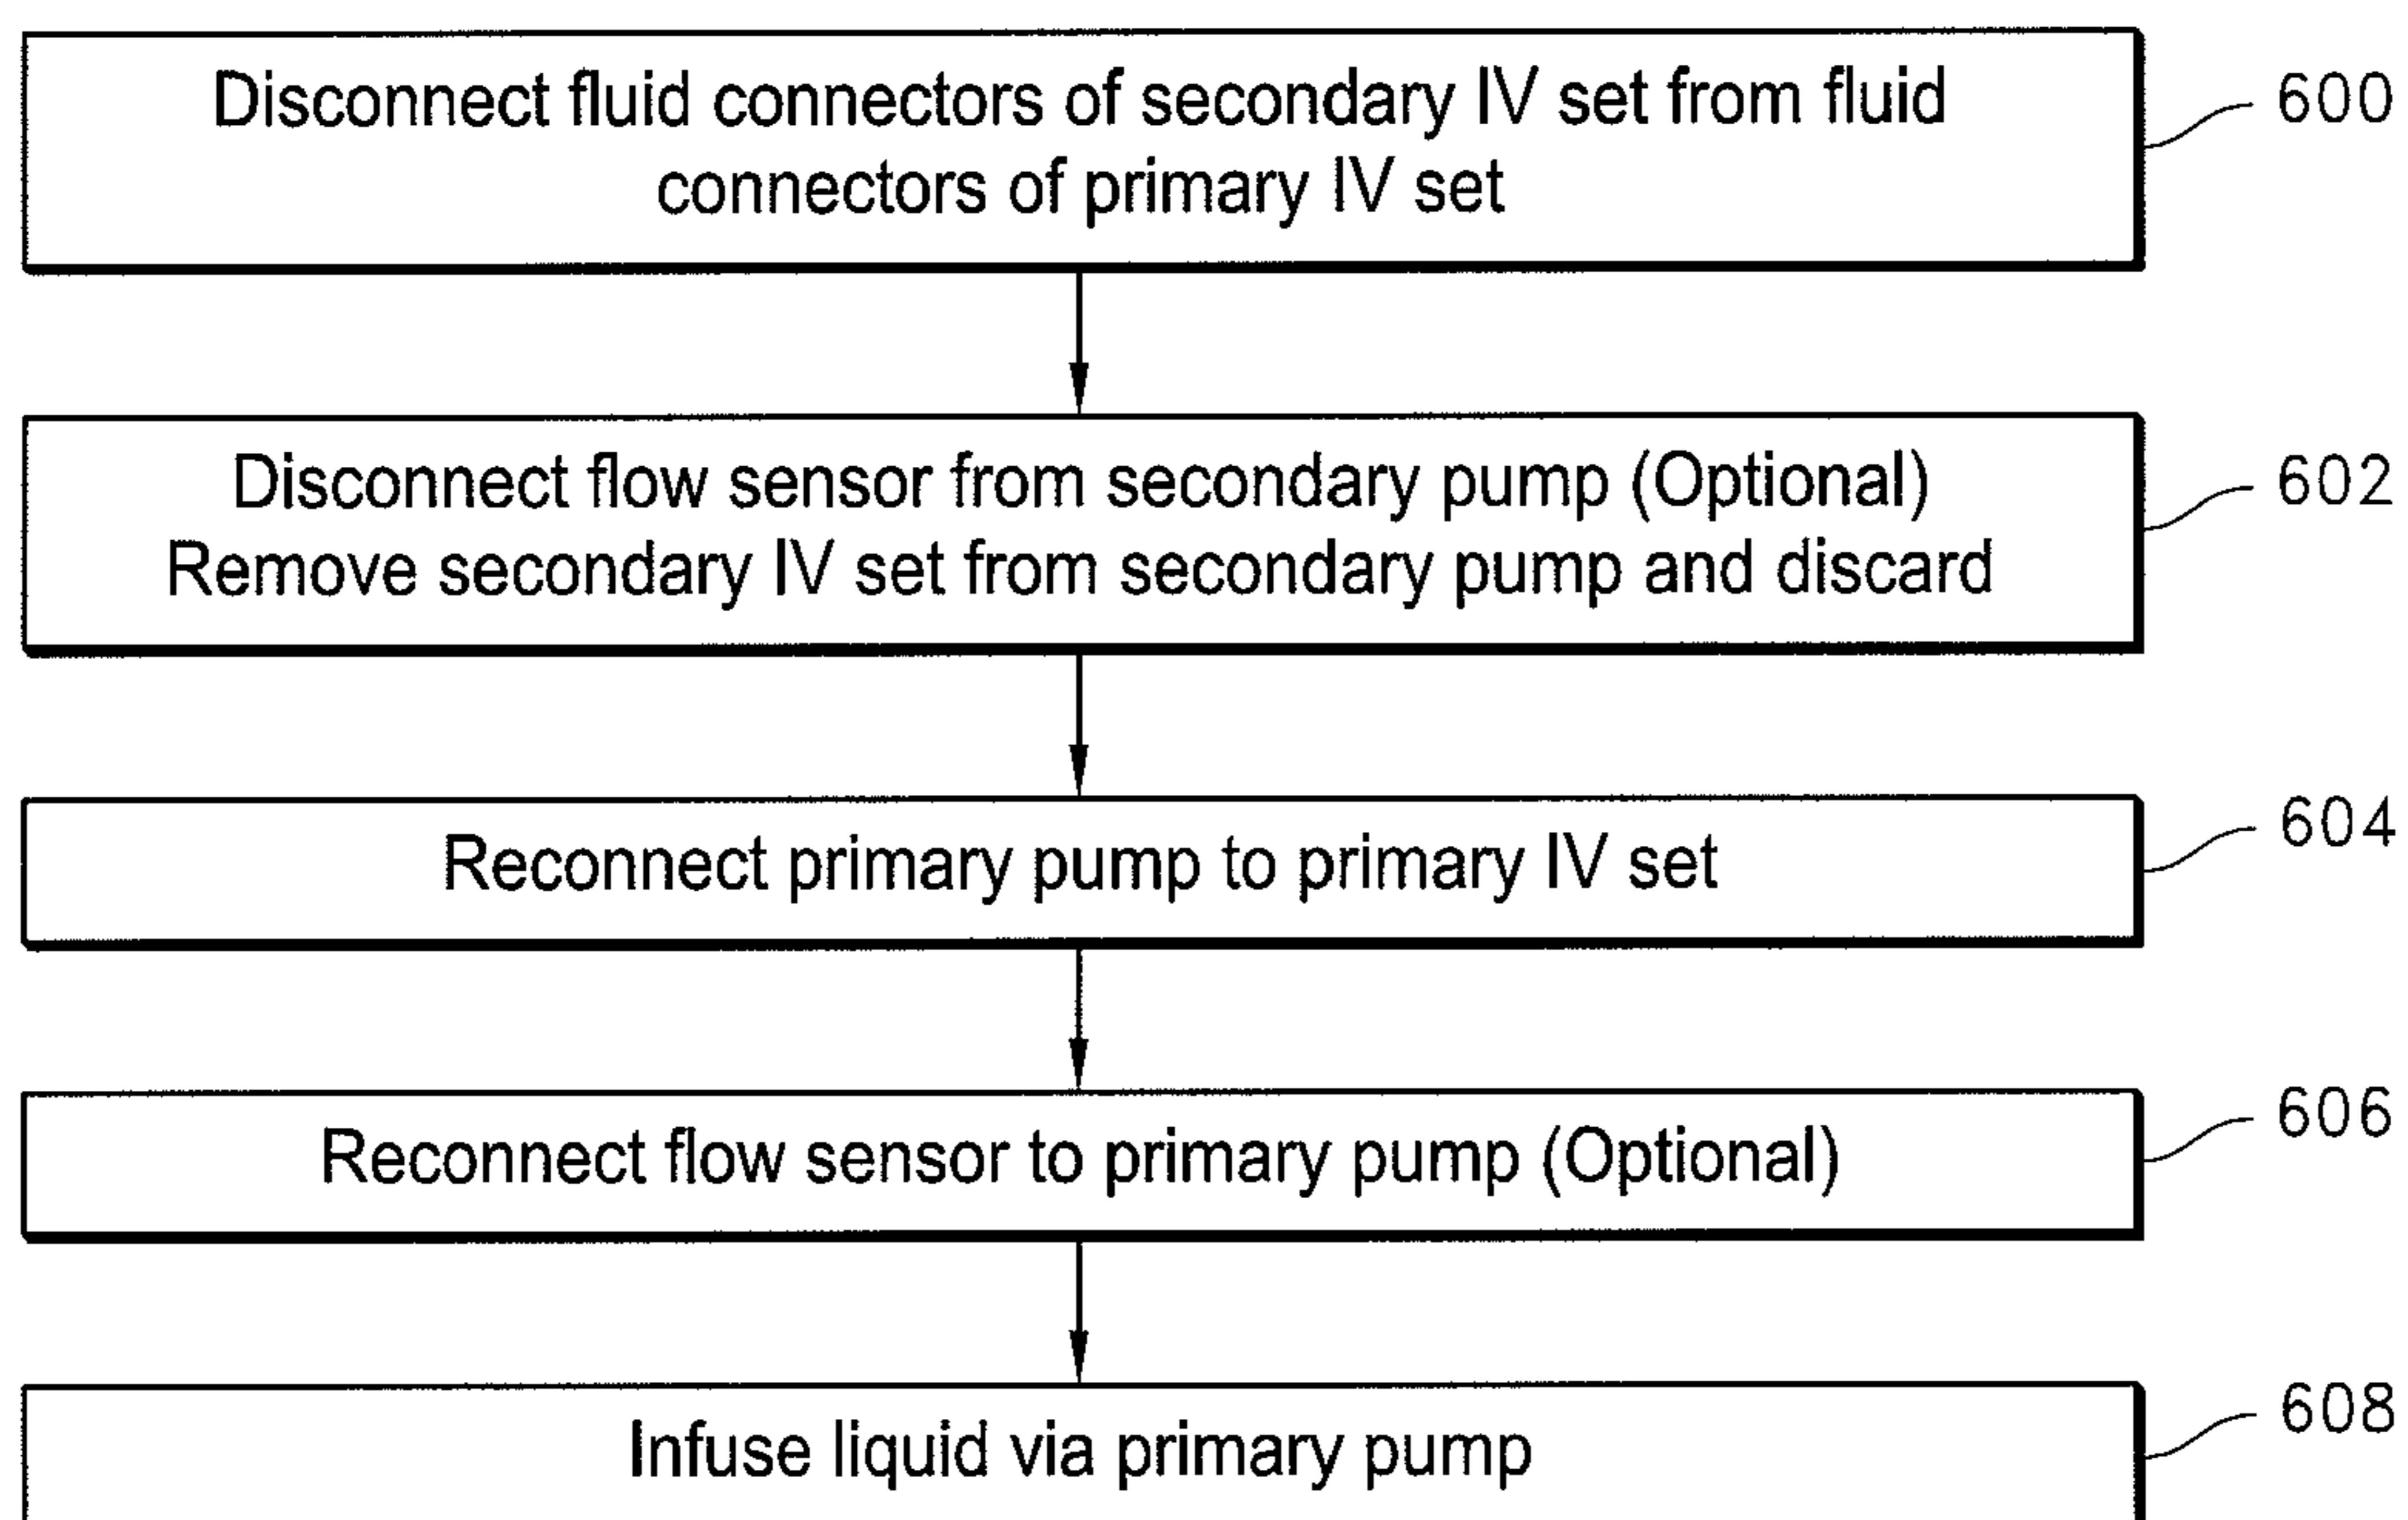 Disconnect fluid connectors of secondary IV set from fluid
connectors of primary IV set
600
Disconnect flow sensor from secondary pump (Optional)
Remove secondary IV set from secondary pump and discard
602
Reconnect primary pump to primary IV set
604
Reconnect flow sensor to primary pump (Optional)
606
Infuse liquid via primary pump
608